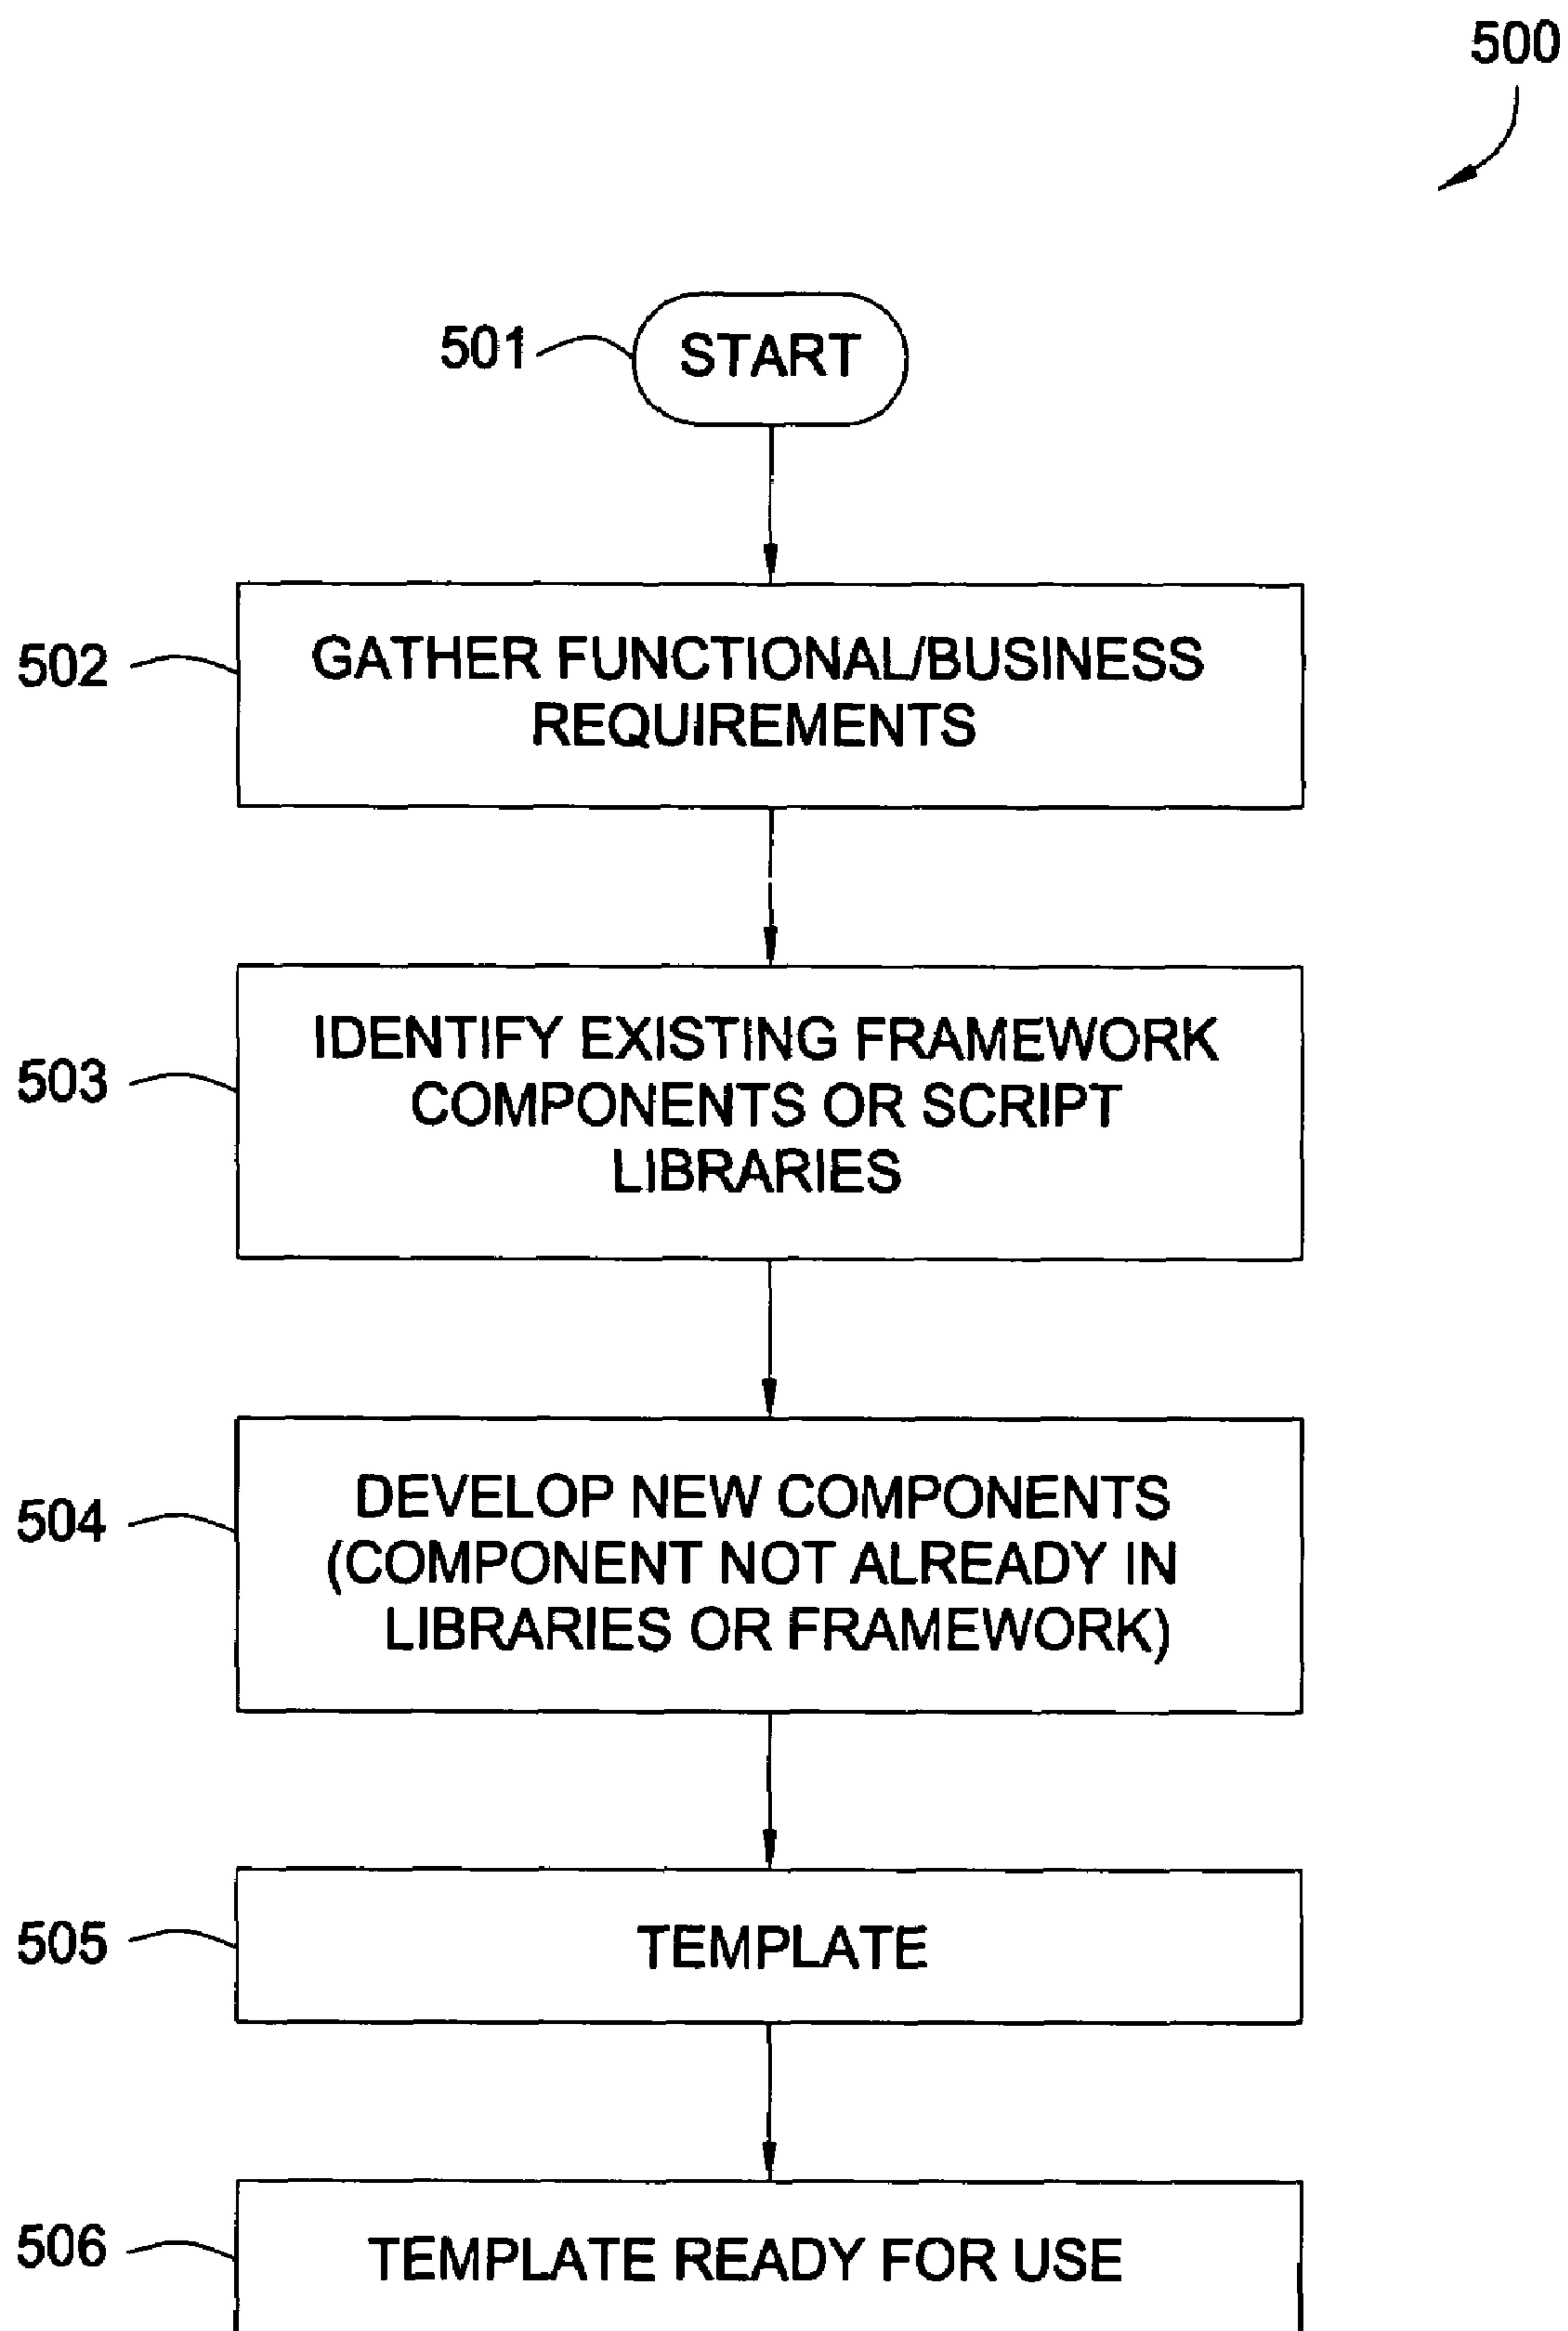 500
501
START
502
GATHER FUNCTIONAL/BUSINESS
REQUIREMENTS
503
IDENTIFY EXISTING FRAMEWORK
COMPONENTS OR SCRIPT
LIBRARIES
504
DEVELOP NEW COMPONENTS
(COMPONENT NOT ALREADY IN
LIBRARIES OR FRAMEWORK)
505
TEMPLATE
506
TEMPLATE READY FOR USE